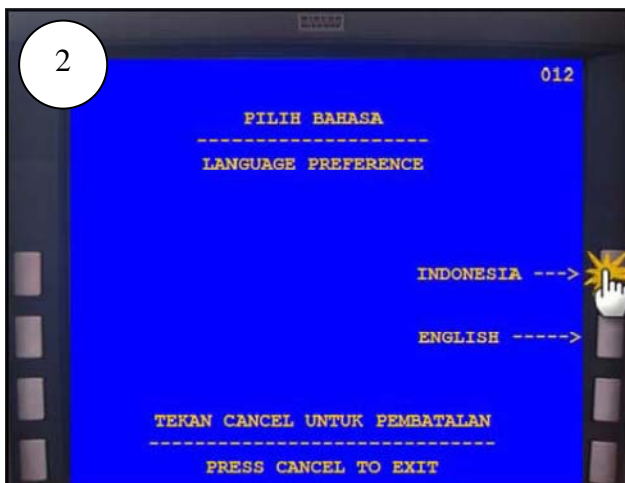 2
012
PILIH BAHASA
--------------------
LANGUAGE PREFERENCE
INDONESIA --->
ENGLISH ----->
TEKAN CANCEL UNTUK PEMBATALAN
------------------------------
PRESS CANCEL TO EXIT